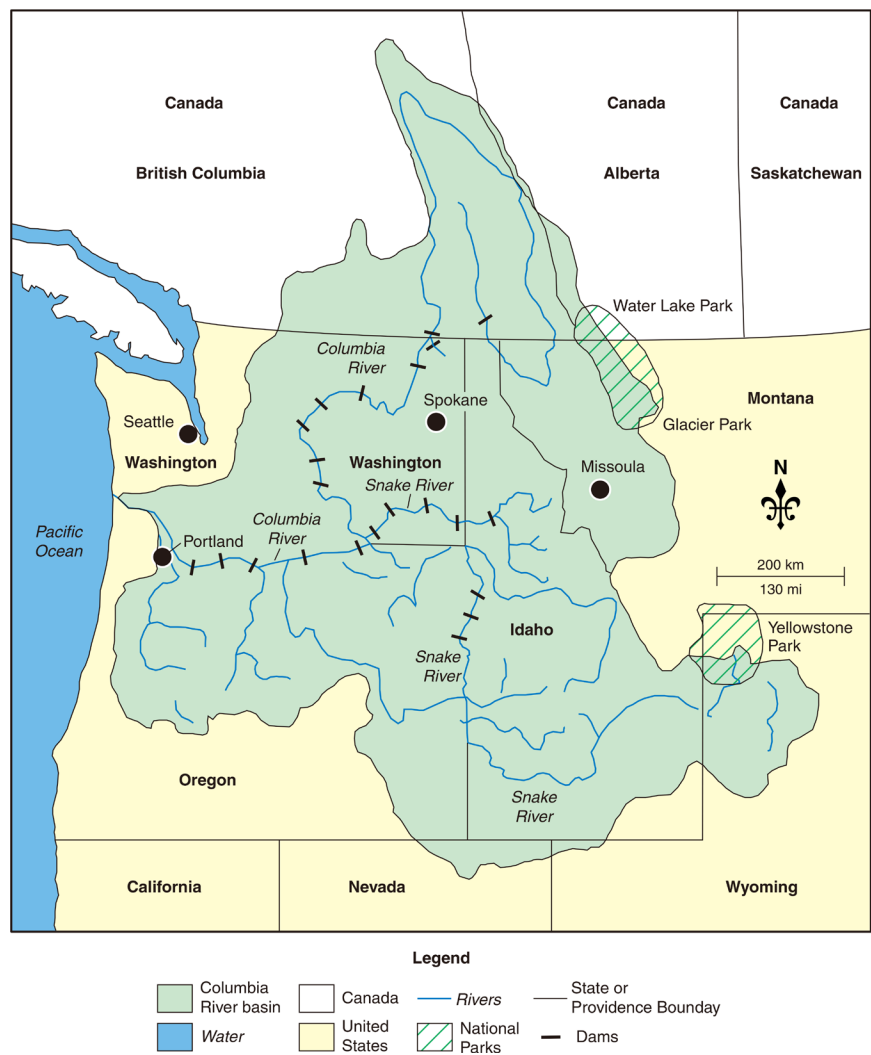 Canada
Canada
Canada
British Columbia
Alberta
Saskatchewan
Water Lake Park
Columbia
River
Spokane
Montana
Seattle
Glacier Park
Washington
Washington
Missoula
N
Snake River
Pacific
Ocean
Columbia
River
Portland
200 km
130 mi
Idaho
Yellowstone
Park
Snake
River
Oregon
Snake
River
California
Nevada
Wyoming
Legend
Columbia
River basin
Canada
Rivers
State or
Providence Boundary
Water
United
States
National
Parks
Dams